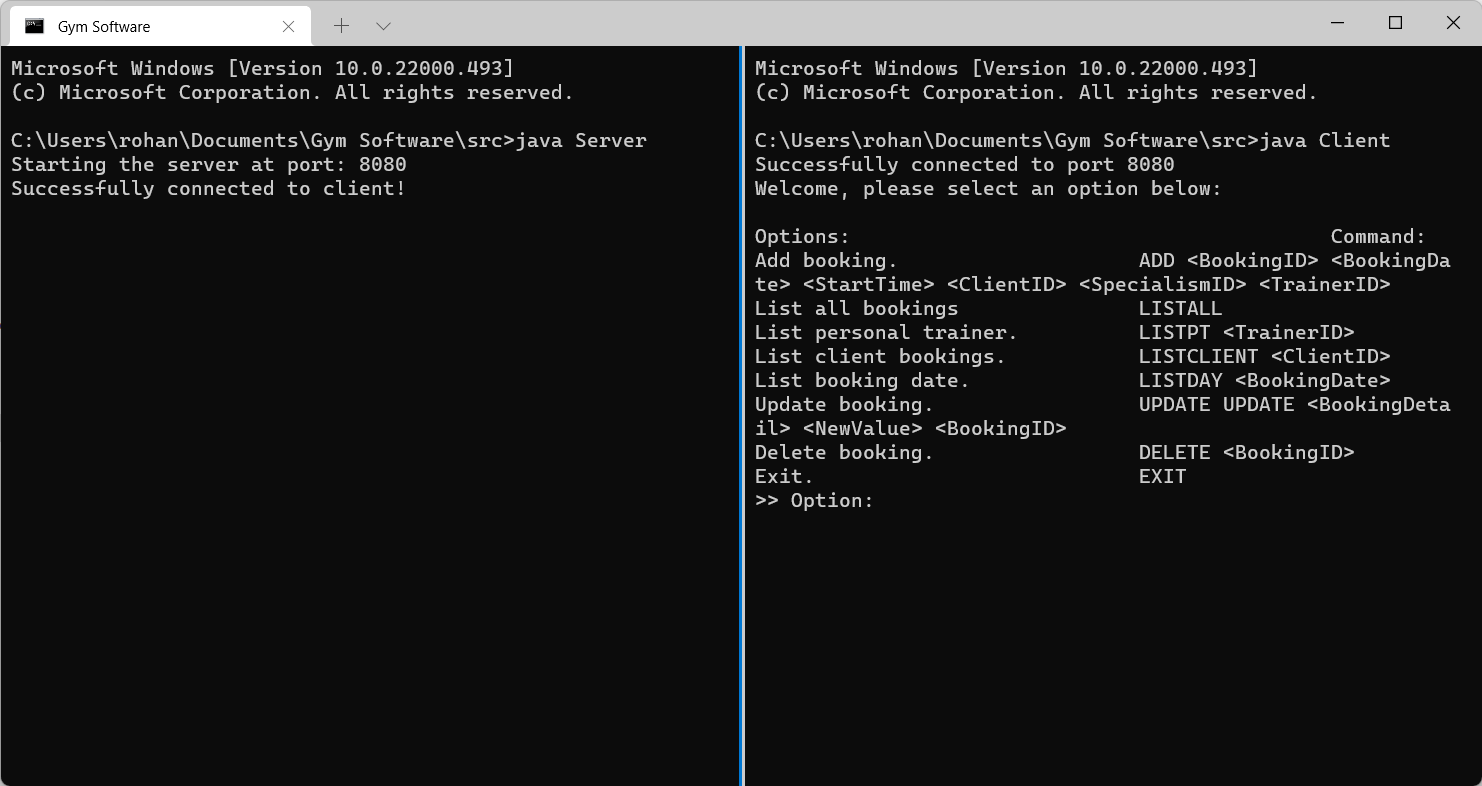 Gym Software
Microsoft Windows [Version 10.0.22000.493]
(c) Microsoft Corporation. All rights reserved.
C:\Users\rohan\Documents\Gym Software\src>java Server
Starting the server at port: 8080
Successfully connected to client!
Microsoft Windows [Version 10.0.22000.493]
(c) Microsoft Corporation. All rights reserved.
C:\Users\rohan\Documents\Gym Software\src>java Client
Successfully connected to port 8080
Welcome, please select an option below:
Options:                                        Command:
Add booking.                    ADD <BookingID> <BookingDa
te> <StartTime> <ClientID> <SpecialismID> <TrainerID>
List all bookings               LISTALL
List personal trainer.          LISTPT <TrainerID>
List client bookings.           LISTCLIENT <ClientID>
List booking date.              LISTDAY <BookingDate>
Update booking.                 UPDATE UPDATE <BookingDeta
il> <NewValue> <BookingID>
Delete booking.                 DELETE <BookingID>
Exit.                           EXIT
>> Option: